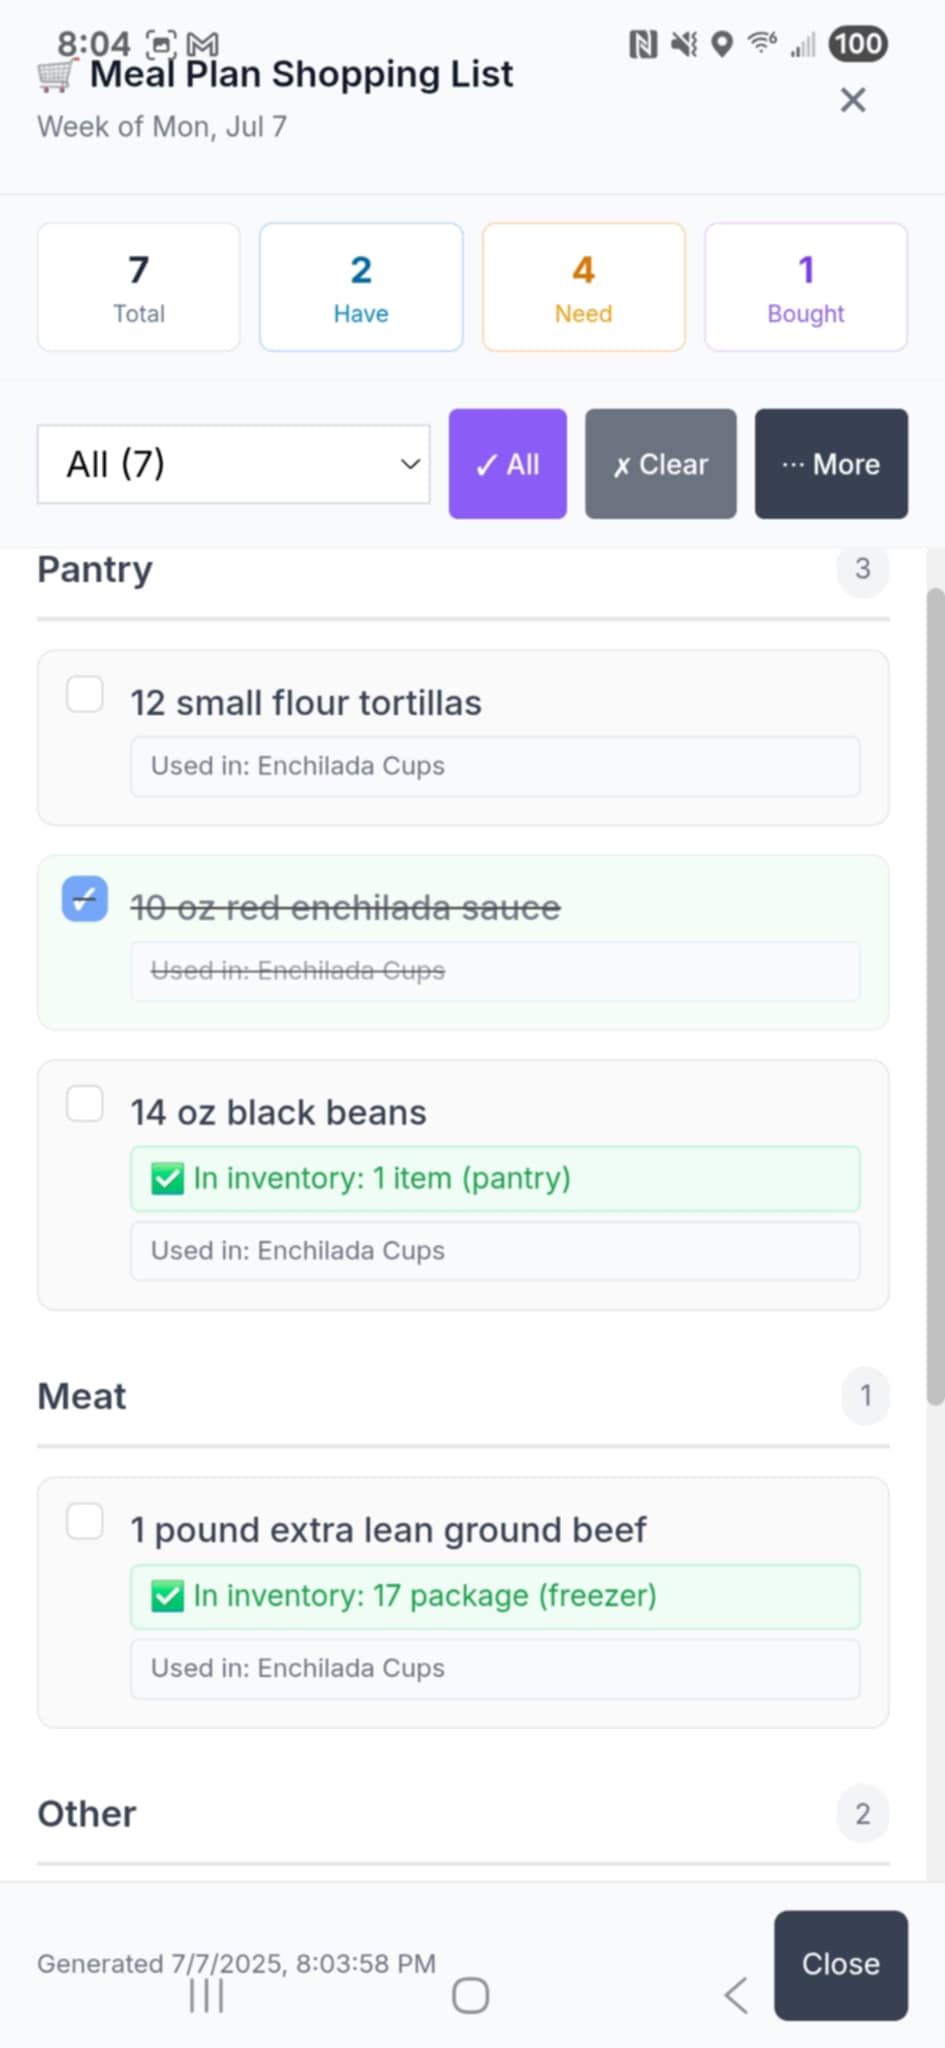 8:04 100
🛒 Meal Plan Shopping List
Week of Mon, Jul 7
7 2 4 1
Total Have Need Bought
All (7) ✓ All ✗ Clear ··· More
Pantry 3
12 small flour tortillas
Used in: Enchilada Cups
10 oz red enchilada sauce
Used in: Enchilada Cups
14 oz black beans
✅ In inventory: 1 item (pantry)
Used in: Enchilada Cups
Meat 1
1 pound extra lean ground beef
✅ In inventory: 17 package (freezer)
Used in: Enchilada Cups
Other 2
Generated 7/7/2025, 8:03:58 PM
Close